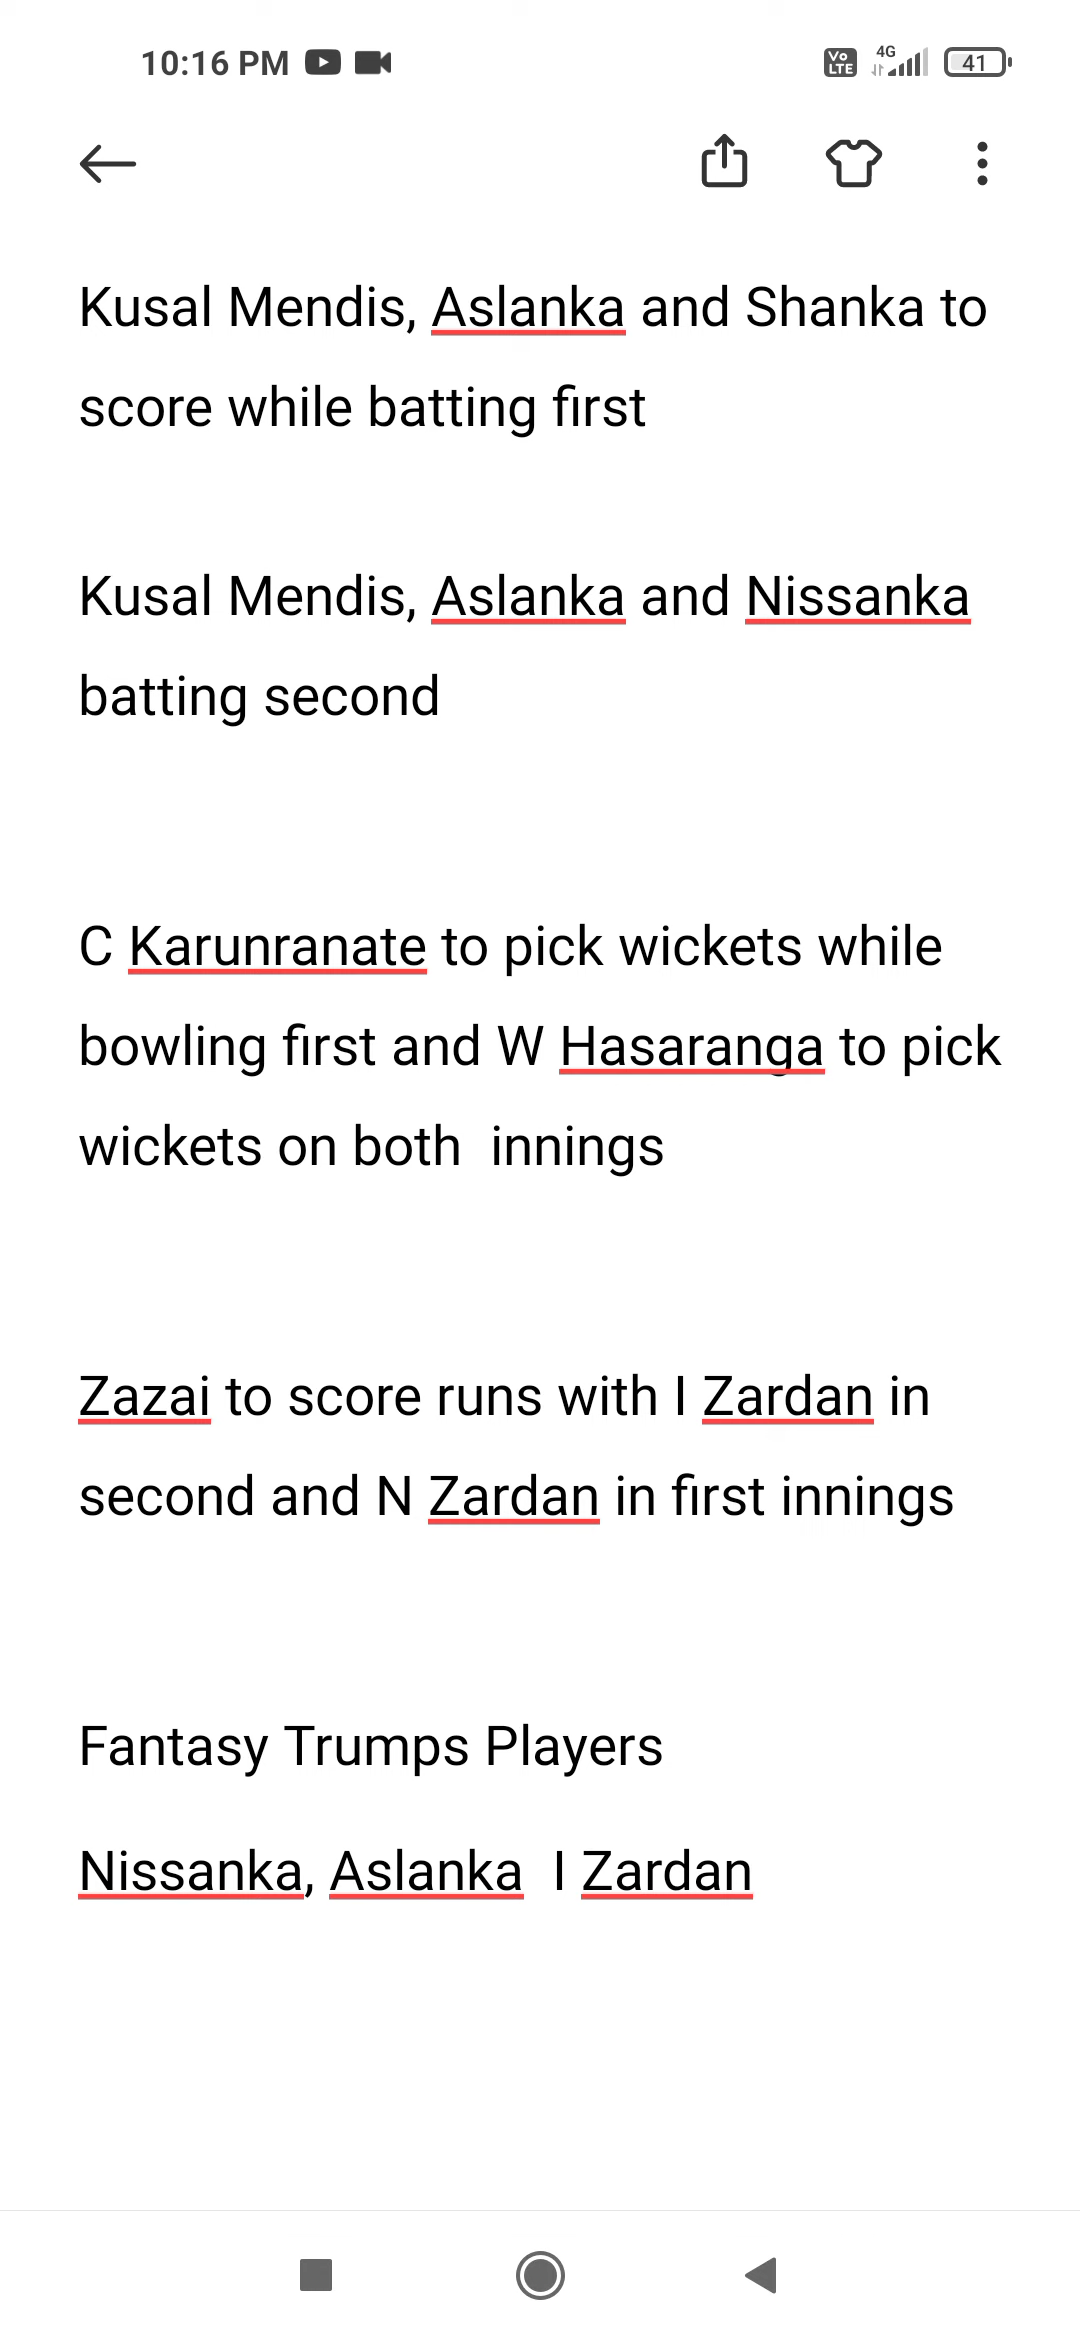 10:16 PM
Vo LTE 4G 41
Kusal Mendis, Aslanka and Shanka to
score while batting first
Kusal Mendis, Aslanka and Nissanka
batting second
C Karunranate to pick wickets while
bowling first and W Hasaranga to pick
wickets on both  innings
Zazai to score runs with I Zardan in
second and N Zardan in first innings
Fantasy Trumps Players
Nissanka, Aslanka  I Zardan